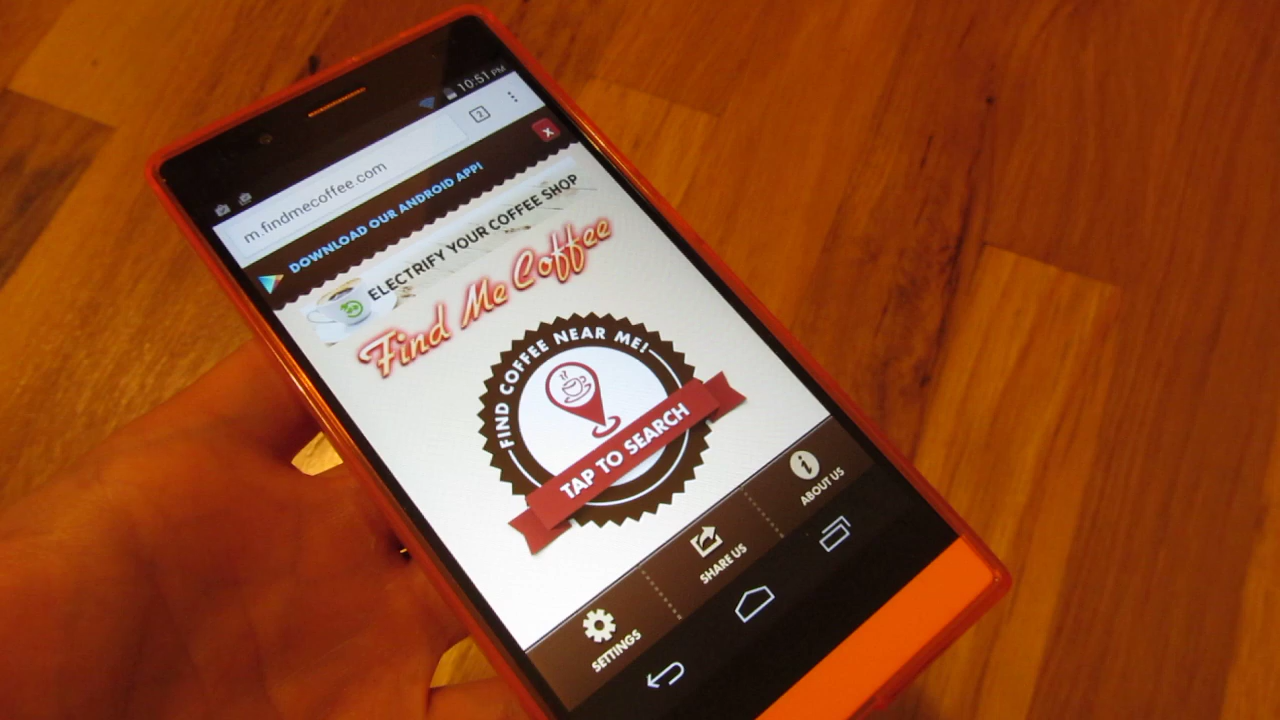 10:51 PM
m.findmecoffee.com
2
x
DOWNLOAD OUR ANDROID APP!
ELECTRIFY YOUR COFFEE SHOP
Find Me Coffee
FIND COFFEE NEAR ME!
TAP TO SEARCH
SETTINGS
SHARE US
i
ABOUT US